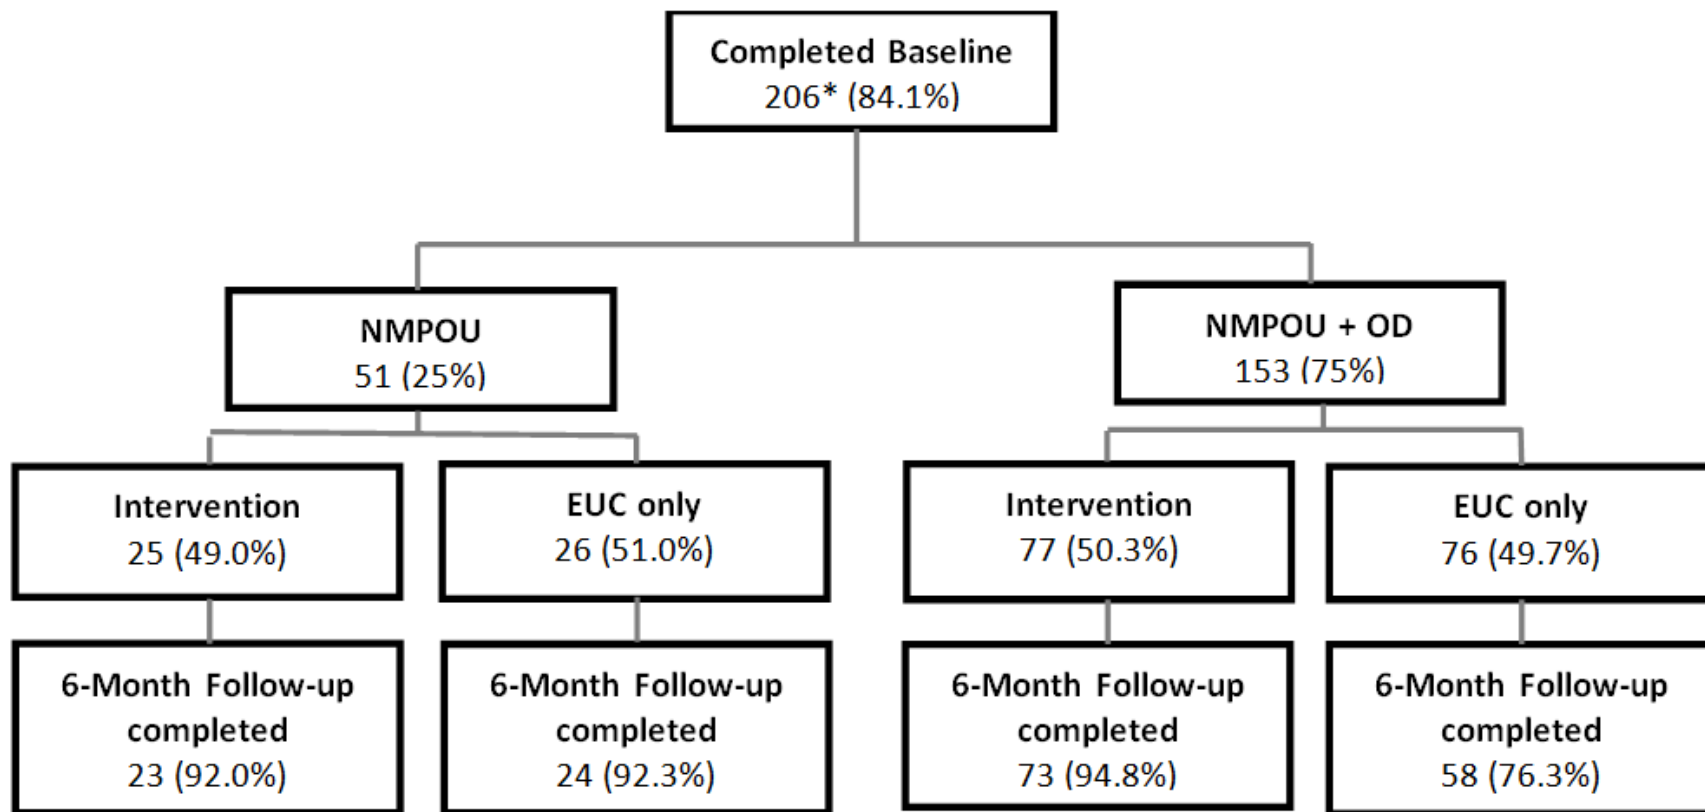 Completed Baseline
206* (84.1%)
NMPOU
51 (25%)
NMPOU + OD
153 (75%)
Intervention
25 (49.0%)
EUC only
26 (51.0%)
Intervention
77 (50.3%)
EUC only
76 (49.7%)
6-Month Follow-up
completed
23 (92.0%)
6-Month Follow-up
completed
24 (92.3%)
6-Month Follow-up
completed
73 (94.8%)
6-Month Follow-up
completed
58 (76.3%)